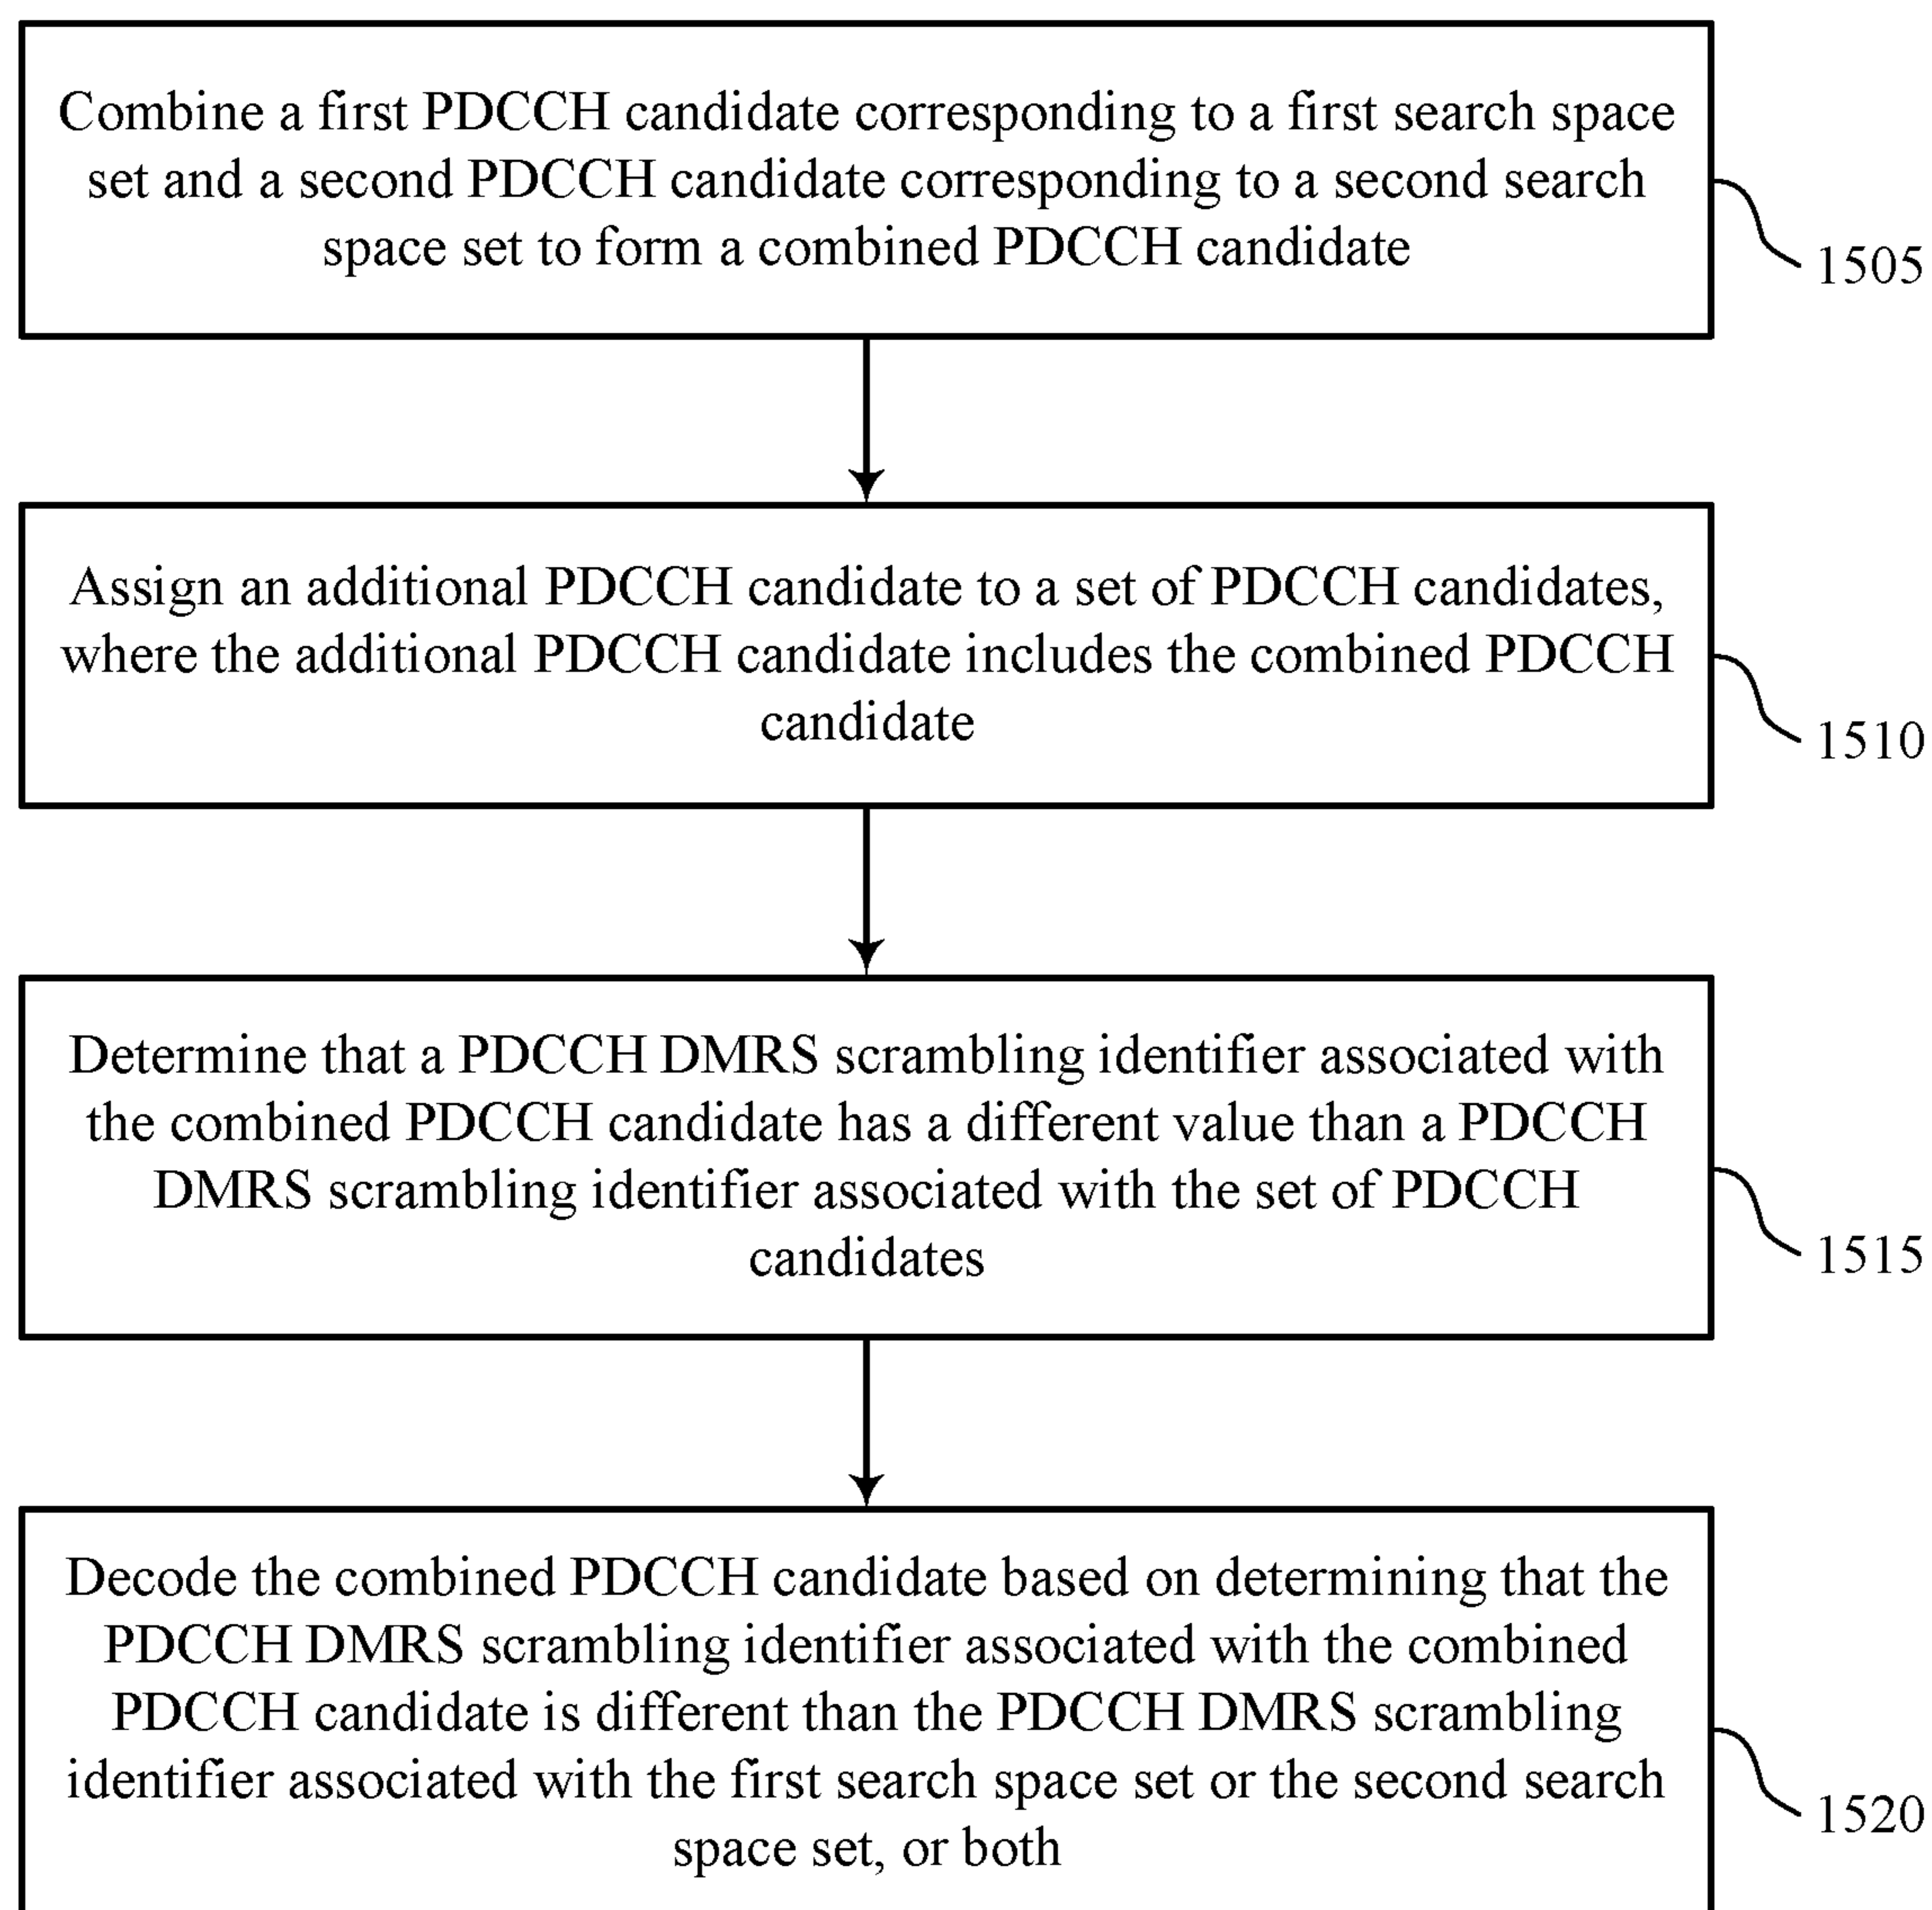 Combine a first PDCCH candidate corresponding to a first search space
set and a second PDCCH candidate corresponding to a second search
space set to form a combined PDCCH candidate
1505
Assign an additional PDCCH candidate to a set of PDCCH candidates,
where the additional PDCCH candidate includes the combined PDCCH
candidate
1510
Determine that a PDCCH DMRS scrambling identifier associated with
the combined PDCCH candidate has a different value than a PDCCH
DMRS scrambling identifier associated with the set of PDCCH
candidates
1515
Decode the combined PDCCH candidate based on determining that the
PDCCH DMRS scrambling identifier associated with the combined
PDCCH candidate is different than the PDCCH DMRS scrambling
identifier associated with the first search space set or the second search
space set, or both
1520